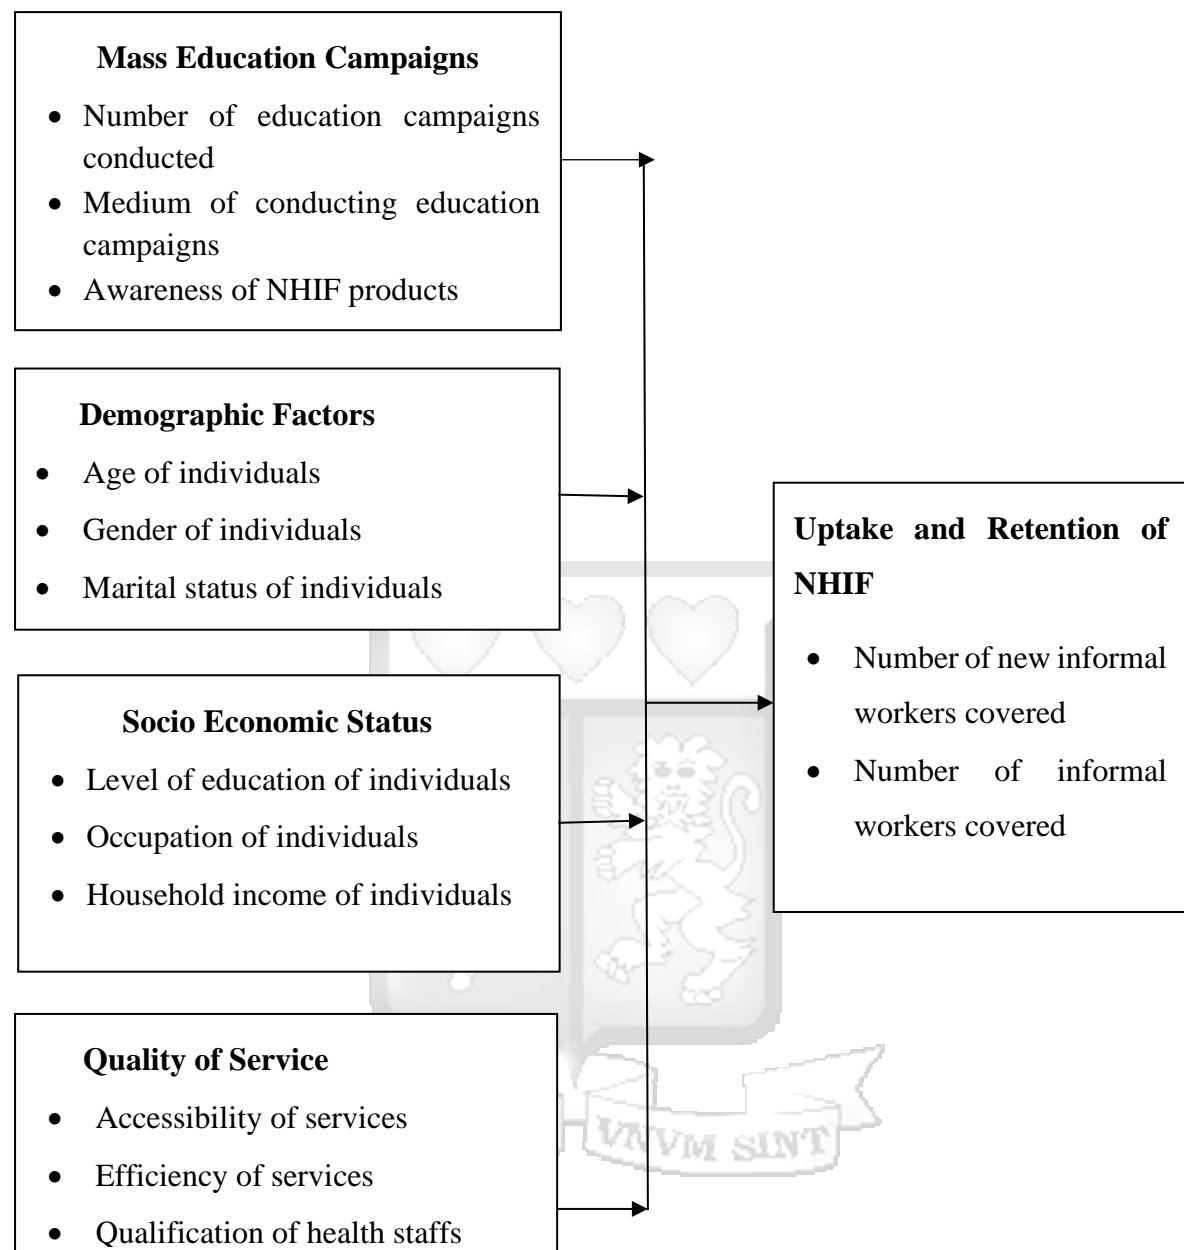 Mass Education Campaigns
• Number of education campaigns
conducted
• Medium of conducting education
campaigns
• Awareness of NHIF products
Demographic Factors
• Age of individuals
• Gender of individuals
• Marital status of individuals
Socio Economic Status
• Level of education of individuals
• Occupation of individuals
• Household income of individuals
Quality of Service
• Accessibility of services
• Efficiency of services
• Qualification of health staffs
Uptake and Retention of
NHIF
• Number of new informal
workers covered
• Number of informal
workers covered
VNVM SINT